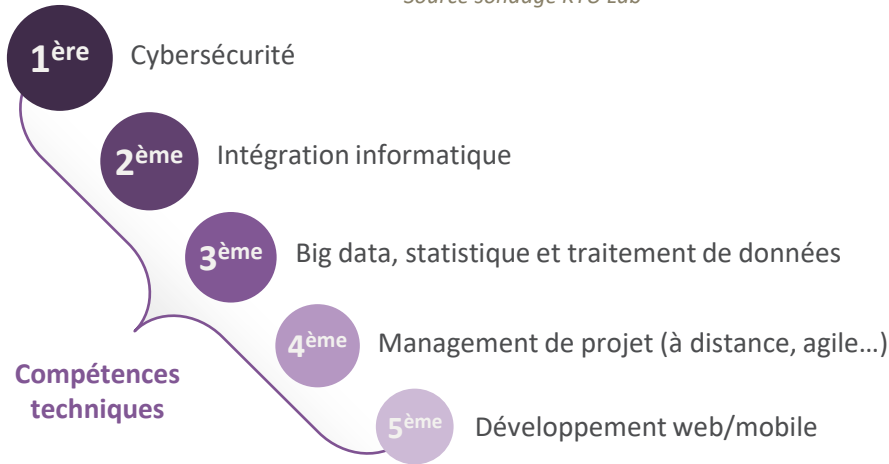 1ère Cybersécurité
2ème Intégration informatique
3ème Big data, statistique et traitement de données
4ème Management de projet (à distance, agile…)
Compétences
techniques
5ème Développement web/mobile